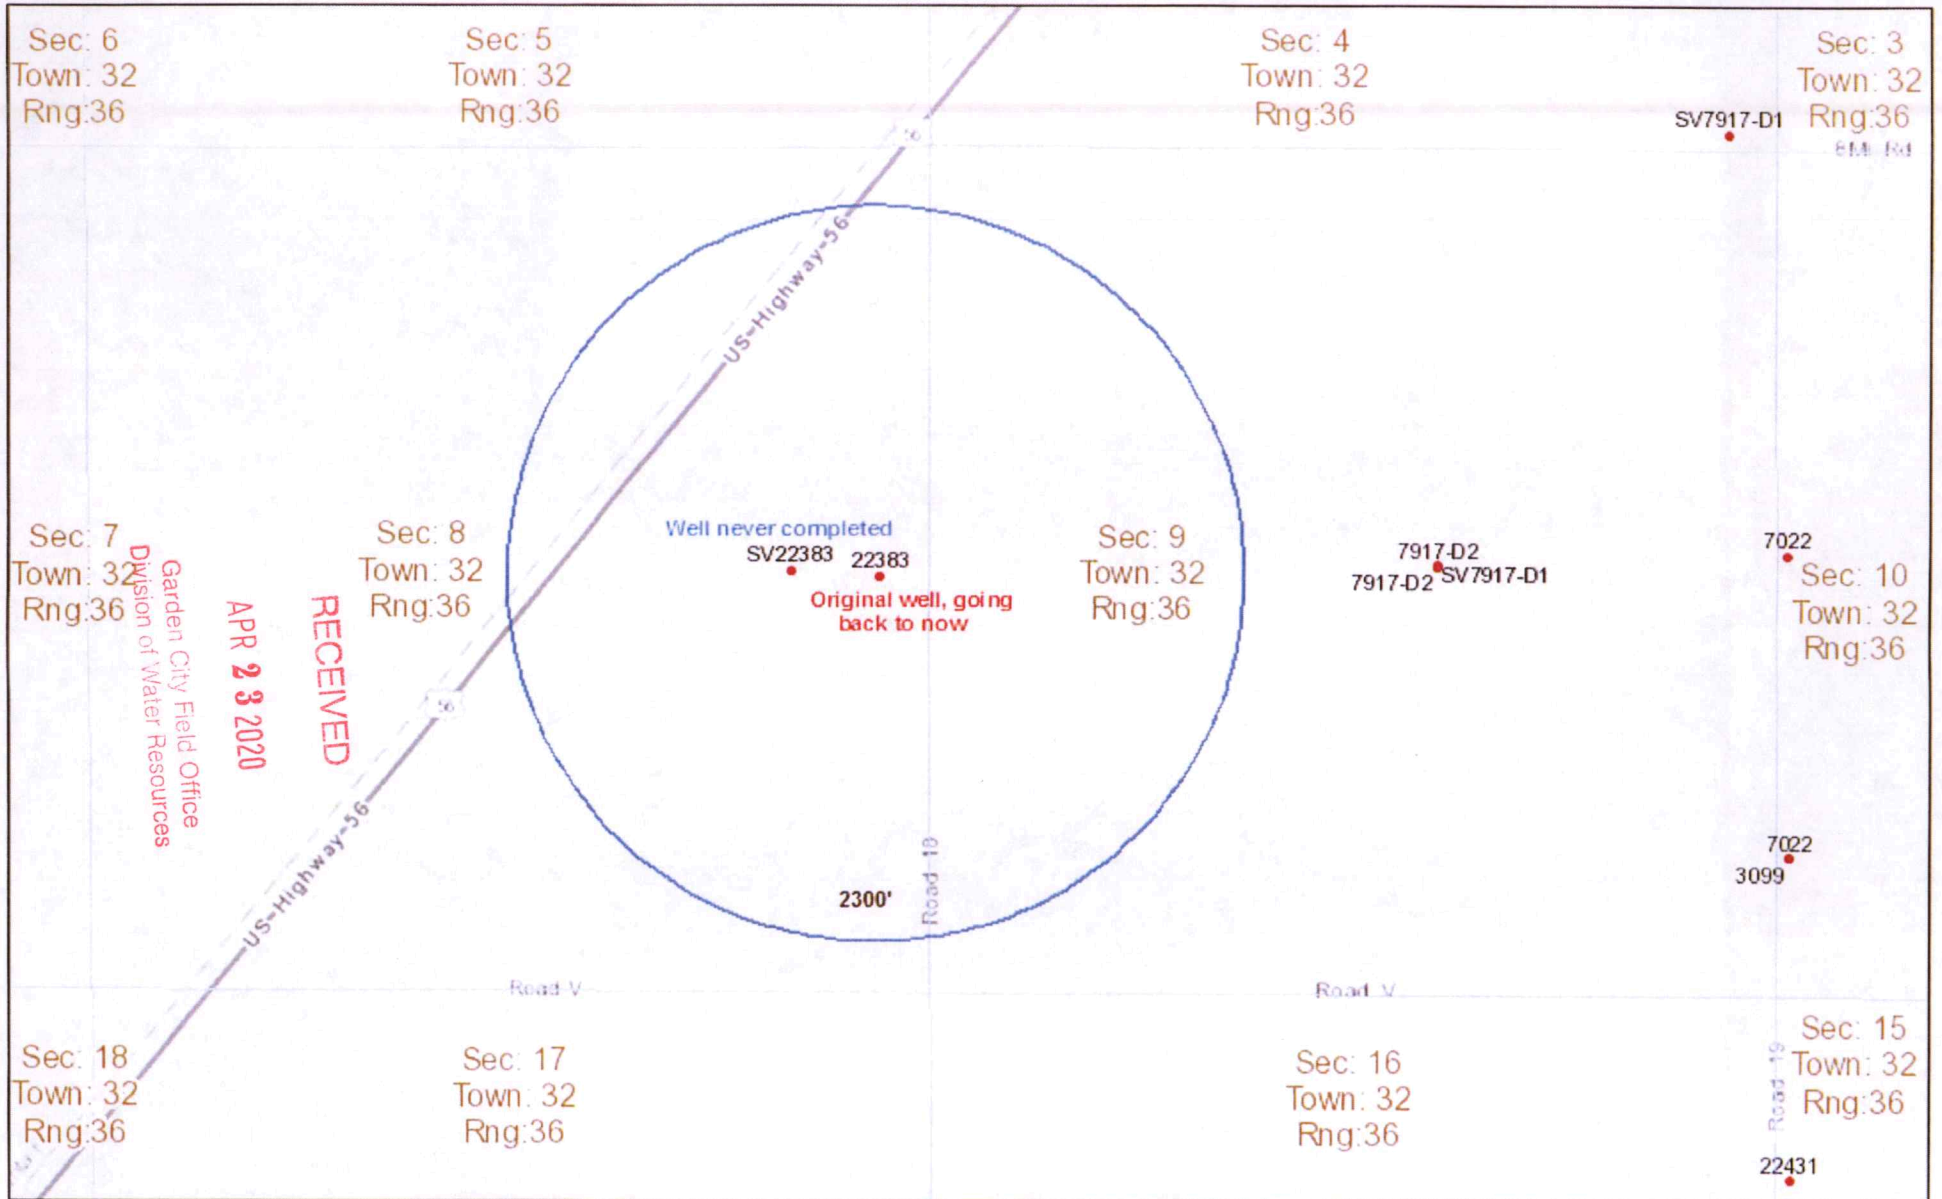 Sec: 6
Town: 32
Rng:36
Sec: 5
Town: 32
Rng:36
Sec: 4
Town: 32
Rng:36
Sec: 3
Town: 32
Rng:36
SV7917-D1
6 Mi Rd
56
US-Highway-56
Sec: 7
Town: 32
Rng:36
Sec: 8
Town: 32
Rng:36
Well never completed
SV22383
22383
Original well, going
back to now
Sec: 9
Town: 32
Rng:36
7917-D2
7917-D2
SV7917-D1
7022
Sec: 10
Town: 32
Rng:36
RECEIVED
APR 23 2020
Garden City Field Office
Division of Water Resources
56
US-Highway-56
2300'
Road 18
7022
3099
Road V
Road V
Sec: 18
Town: 32
Rng:36
Sec: 17
Town: 32
Rng:36
Sec: 16
Town: 32
Rng:36
Sec: 15
Town: 32
Rng:36
Road 19
22431